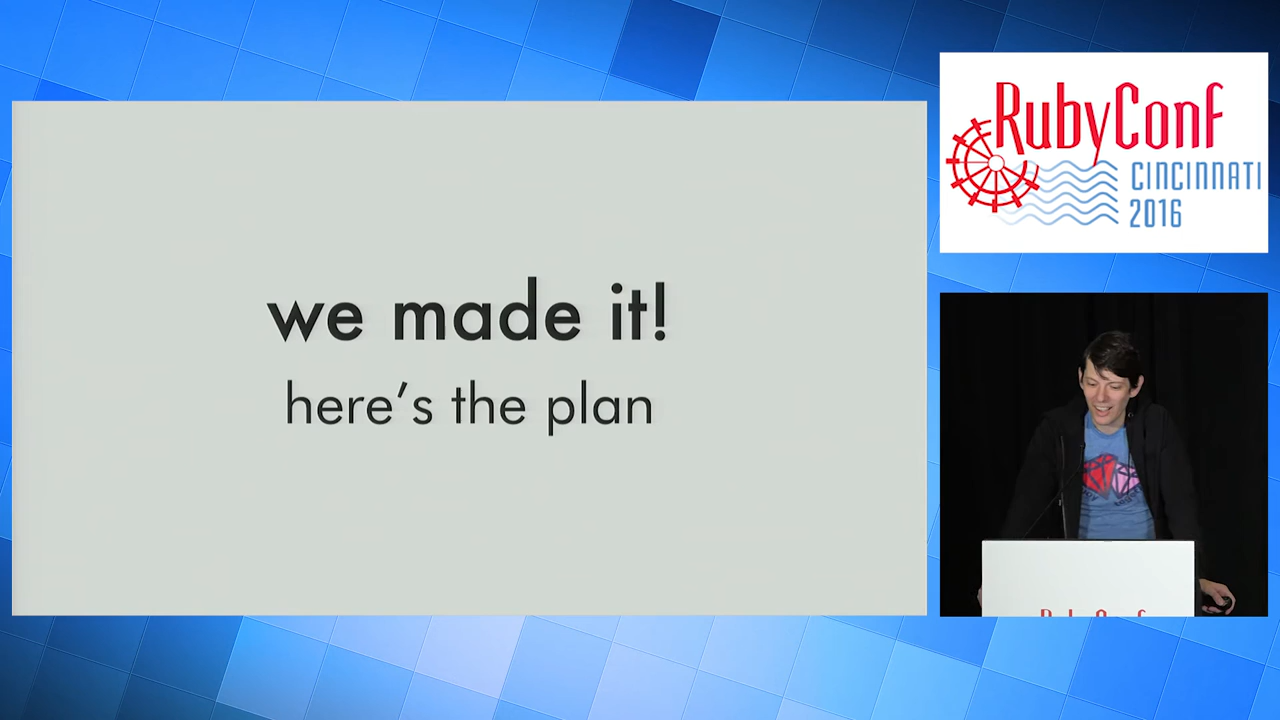 we made it!
here's the plan
RubyConf
CINCINNATI
2016